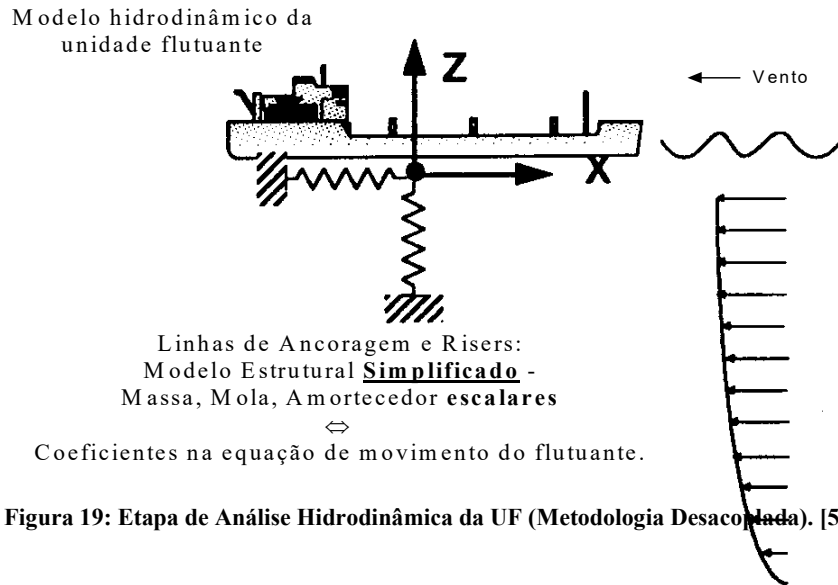 Modelo hidrodinâmico da
unidade flutuante
Z
Vento
X
Linhas de Ancoragem e Risers:
Modelo Estrutural Simplificado -
Massa, Mola, Amortecedor escalares
⇔
Coeficientes na equação de movimento do flutuante.
Figura 19: Etapa de Análise Hidrodinâmica da UF (Metodologia Desacoplada). [5